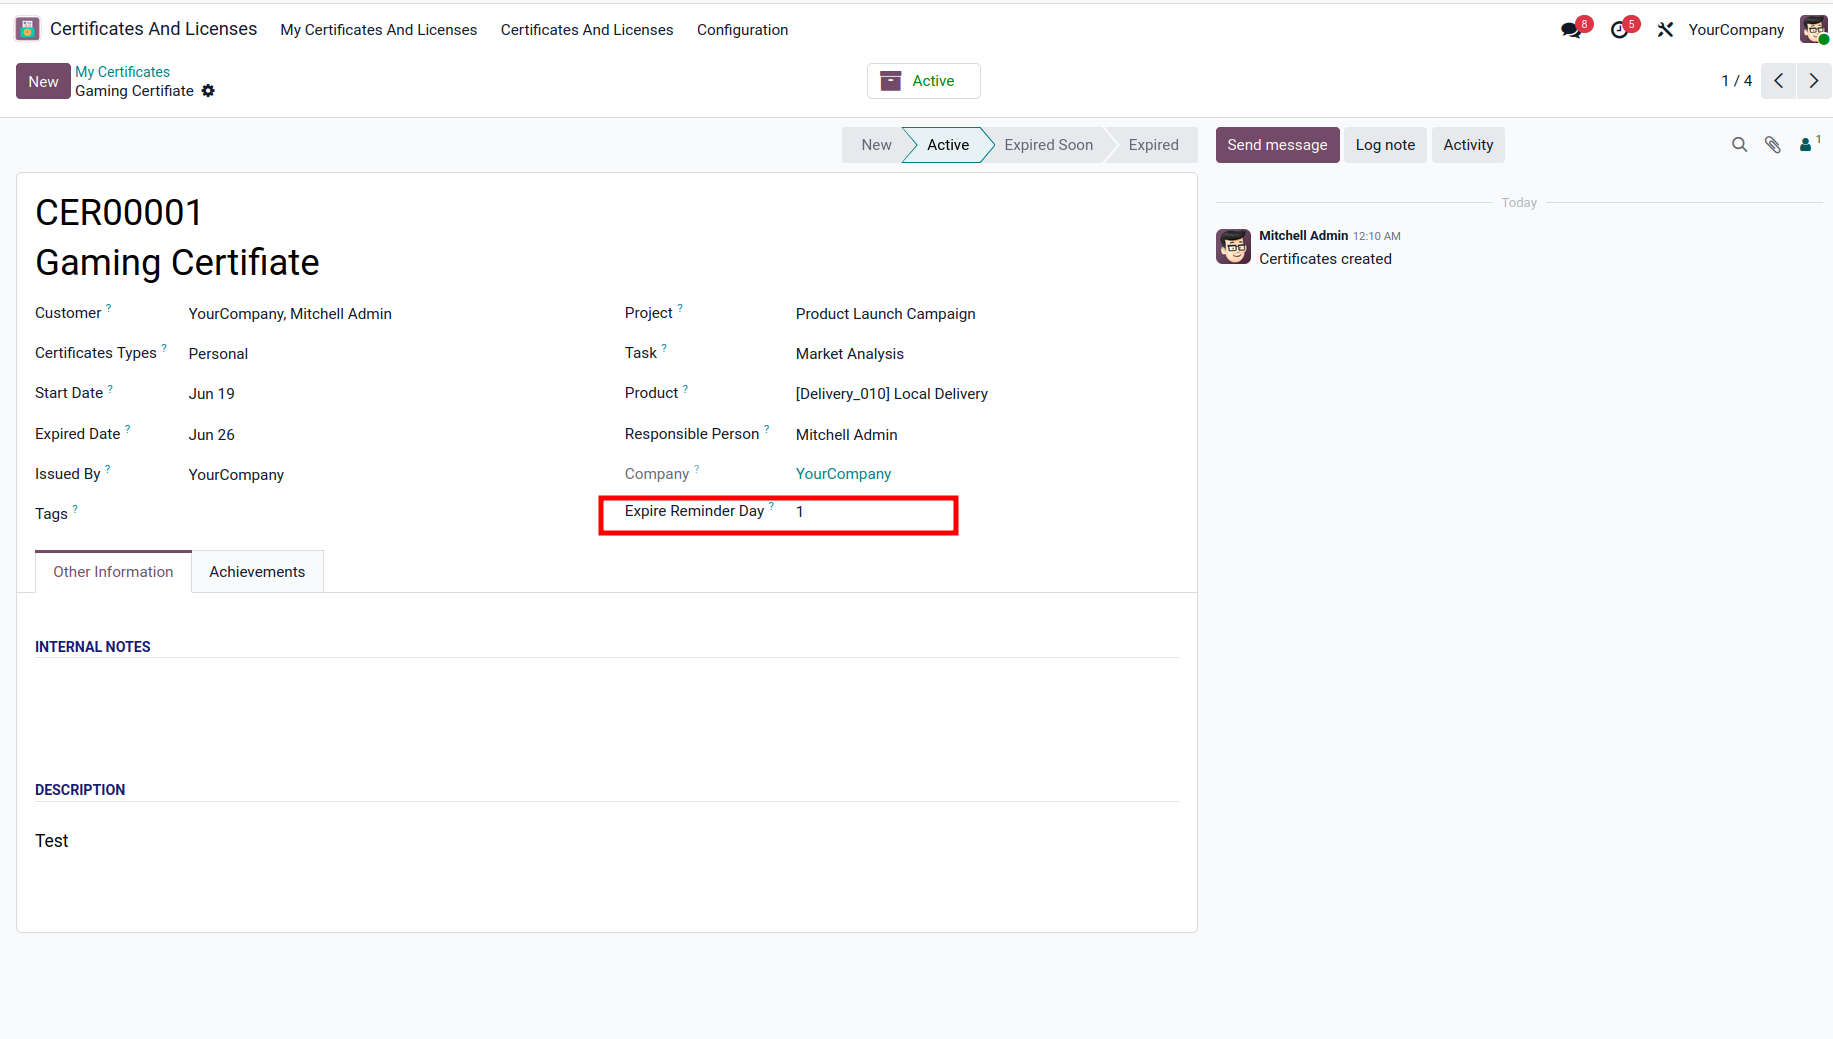 Certificates And Licenses My Certificates And Licenses Certificates And Licenses Configuration 8 5 YourCompany
New My Certificates
Gaming Certifiate
Active
1 / 4
New Active Expired Soon Expired
Send message Log note Activity 1
CER00001
Gaming Certifiate
Customer ? YourCompany, Mitchell Admin
Certificates Types ? Personal
Start Date ? Jun 19
Expired Date ? Jun 26
Issued By ? YourCompany
Tags ?
Project ? Product Launch Campaign
Task ? Market Analysis
Product ? [Delivery_010] Local Delivery
Responsible Person ? Mitchell Admin
Company ? YourCompany
Expire Reminder Day ? 1
Other Information Achievements
INTERNAL NOTES
DESCRIPTION
Test
Today
Mitchell Admin 12:10 AM
Certificates created